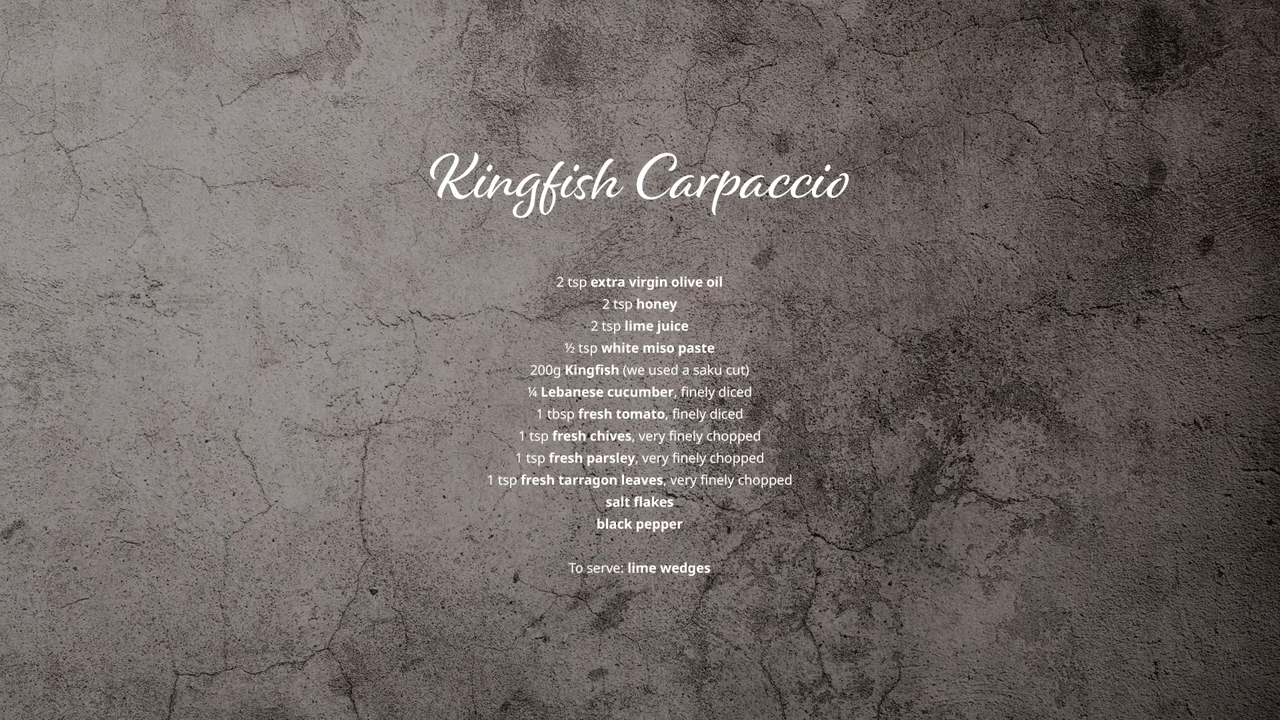 Kingfish Carpaccio
2 tsp extra virgin olive oil
2 tsp honey
2 tsp lime juice
½ tsp white miso paste
200g Kingfish (we used a saku cut)
¼ Lebanese cucumber, finely diced
1 tbsp fresh tomato, finely diced
1 tsp fresh chives, very finely chopped
1 tsp fresh parsley, very finely chopped
1 tsp fresh tarragon leaves, very finely chopped
salt flakes
black pepper
To serve: lime wedges